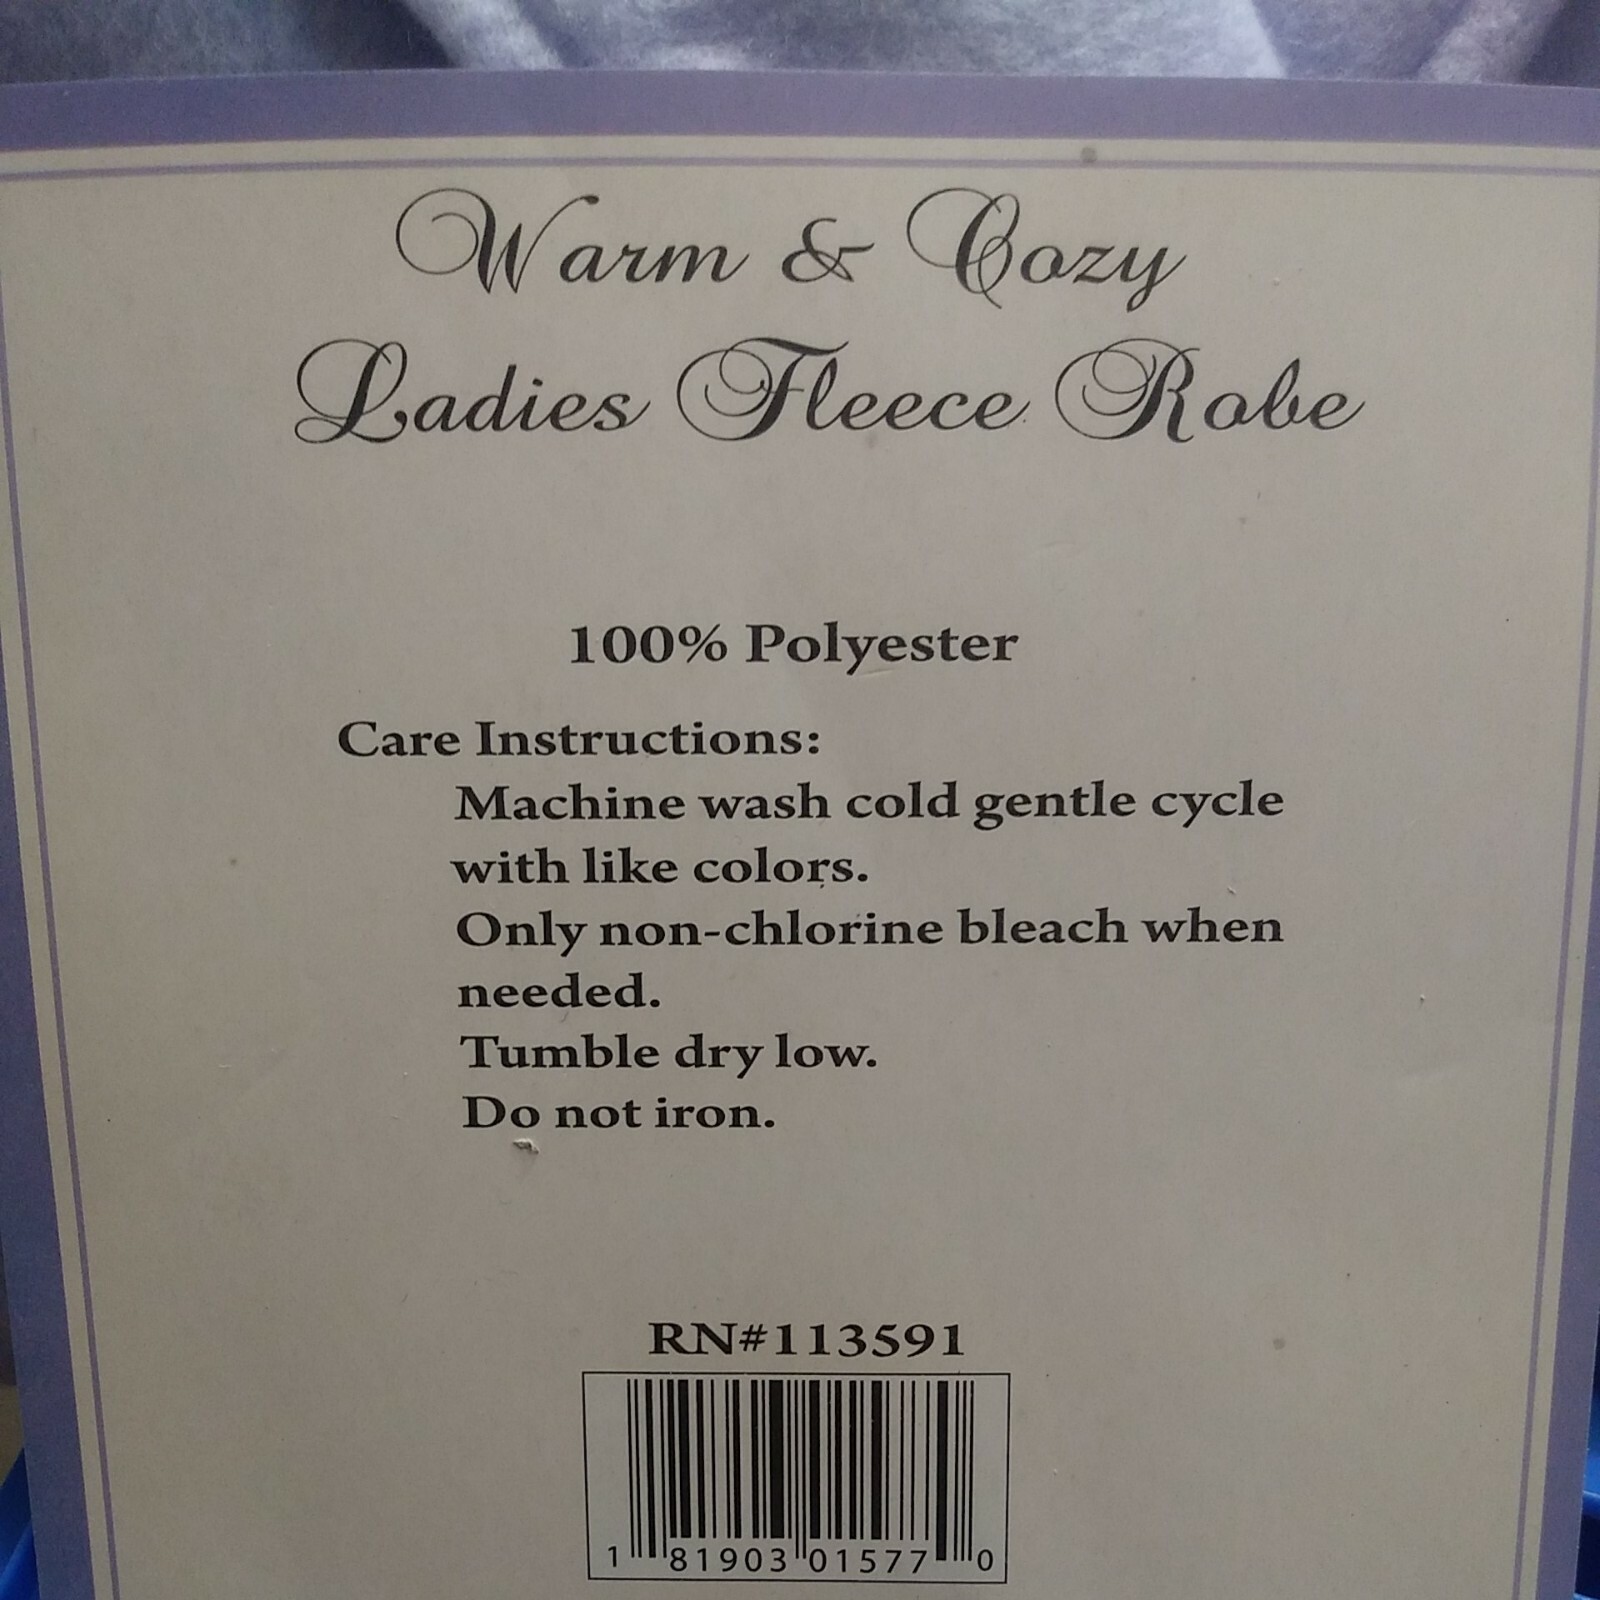 Warm & Cozy
Ladies Fleece Robe
100% Polyester
Care Instructions:
Machine wash cold gentle cycle
with like colors.
Only non-chlorine bleach when
needed.
Tumble dry low.
Do not iron.
RN#113591
1 81903 01577 0